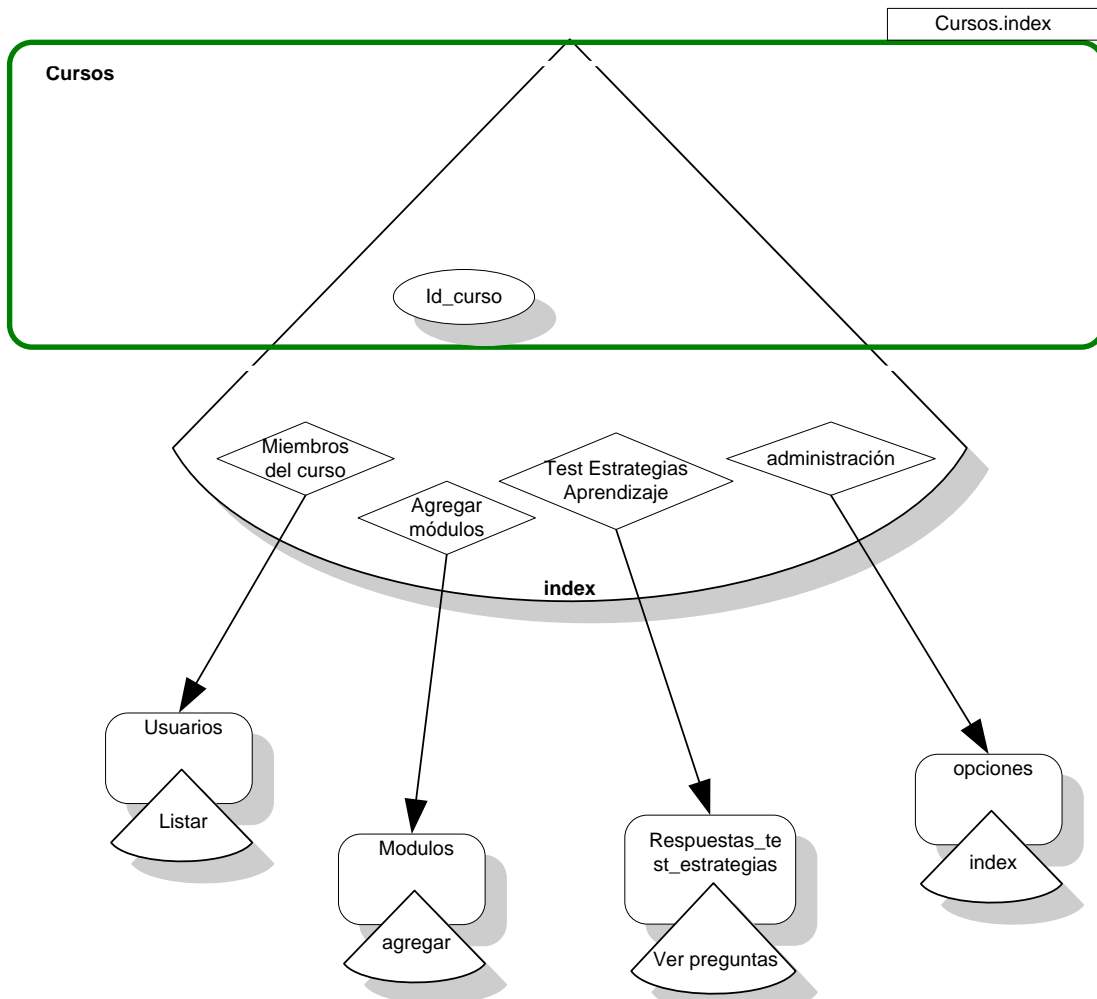 Cursos.index
Cursos
Id_curso
Miembros
del curso
Agregar
módulos
Test Estrategias
Aprendizaje
administración
index
Usuarios
Listar
Modulos
agregar
Respuestas_te
st_estrategias
Ver preguntas
opciones
index